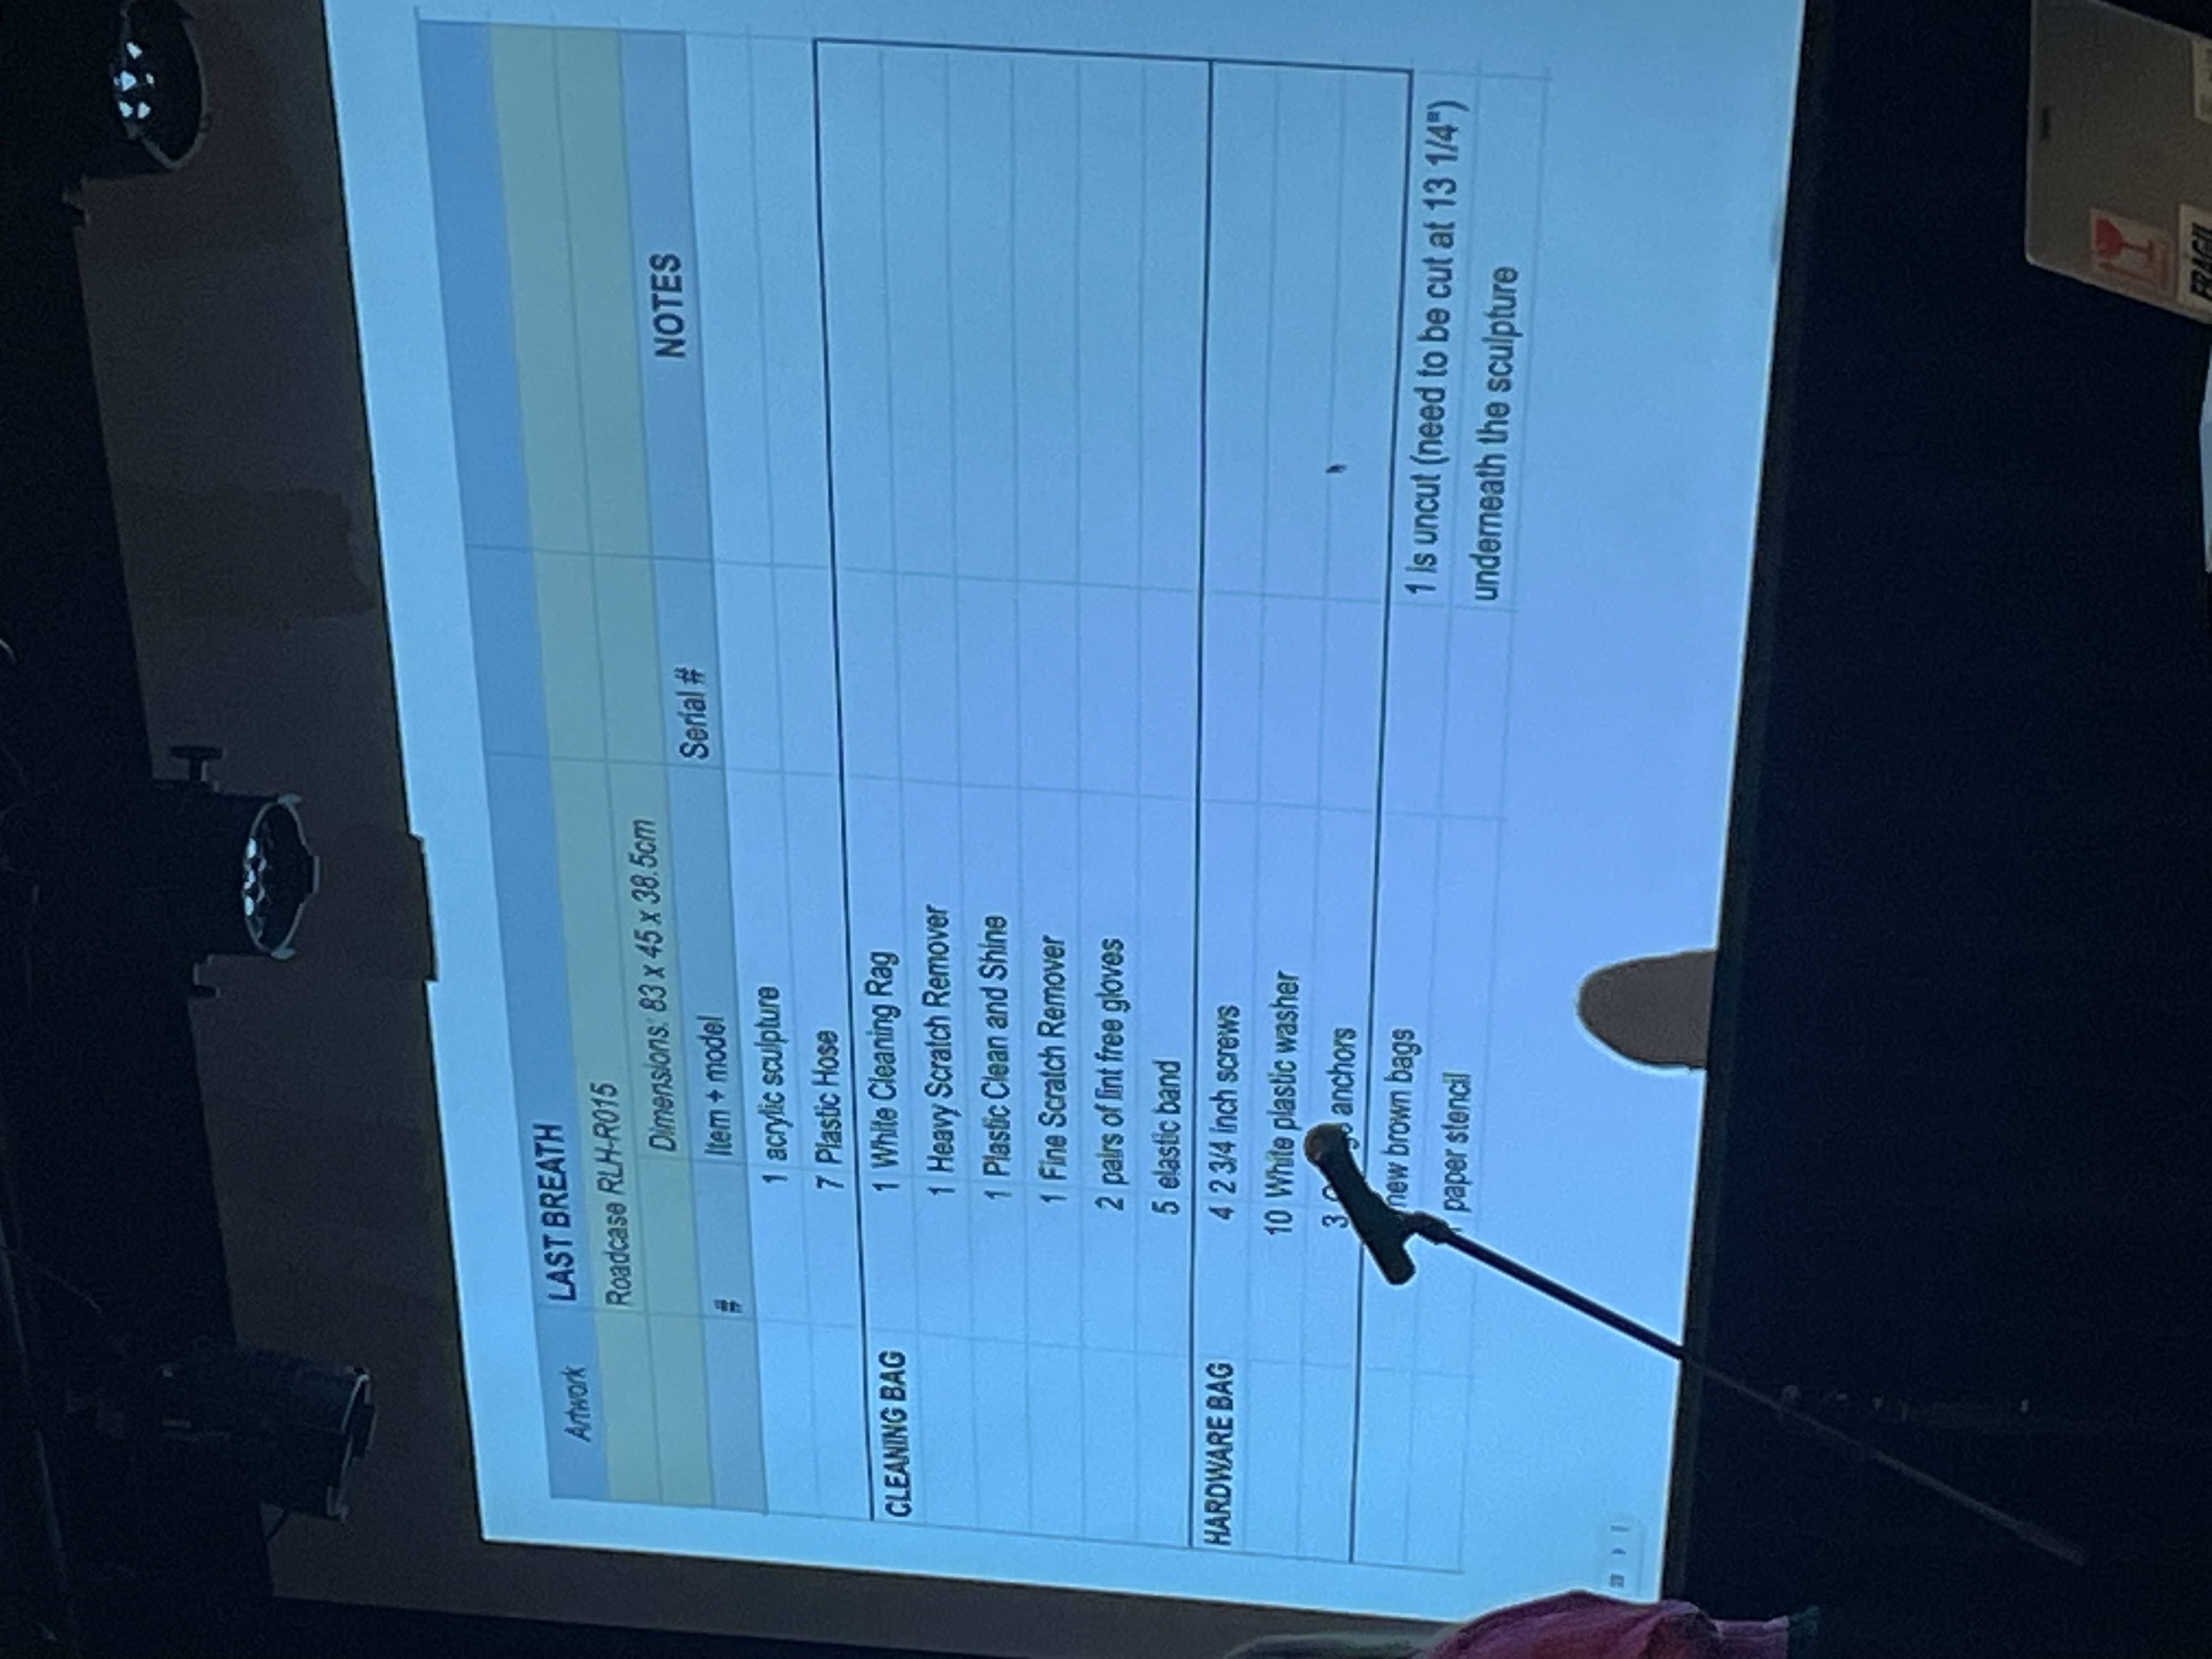 Artwork LAST BREATH
Roadcase RLH-R015
Dimensions: 83 x 45 x 38.5cm
# Item + model Serial # NOTES
1 acrylic sculpture
7 Plastic Hose
CLEANING BAG 1 White Cleaning Rag
1 Heavy Scratch Remover
1 Plastic Clean and Shine
1 Fine Scratch Remover
2 pairs of lint free gloves
5 elastic band
HARDWARE BAG 4 2 3/4 inch screws
10 White plastic washer
3 anchors
new brown bags 1 is uncut (need to be cut at 13 1/4")
paper stencil underneath the sculpture
FRAGIL